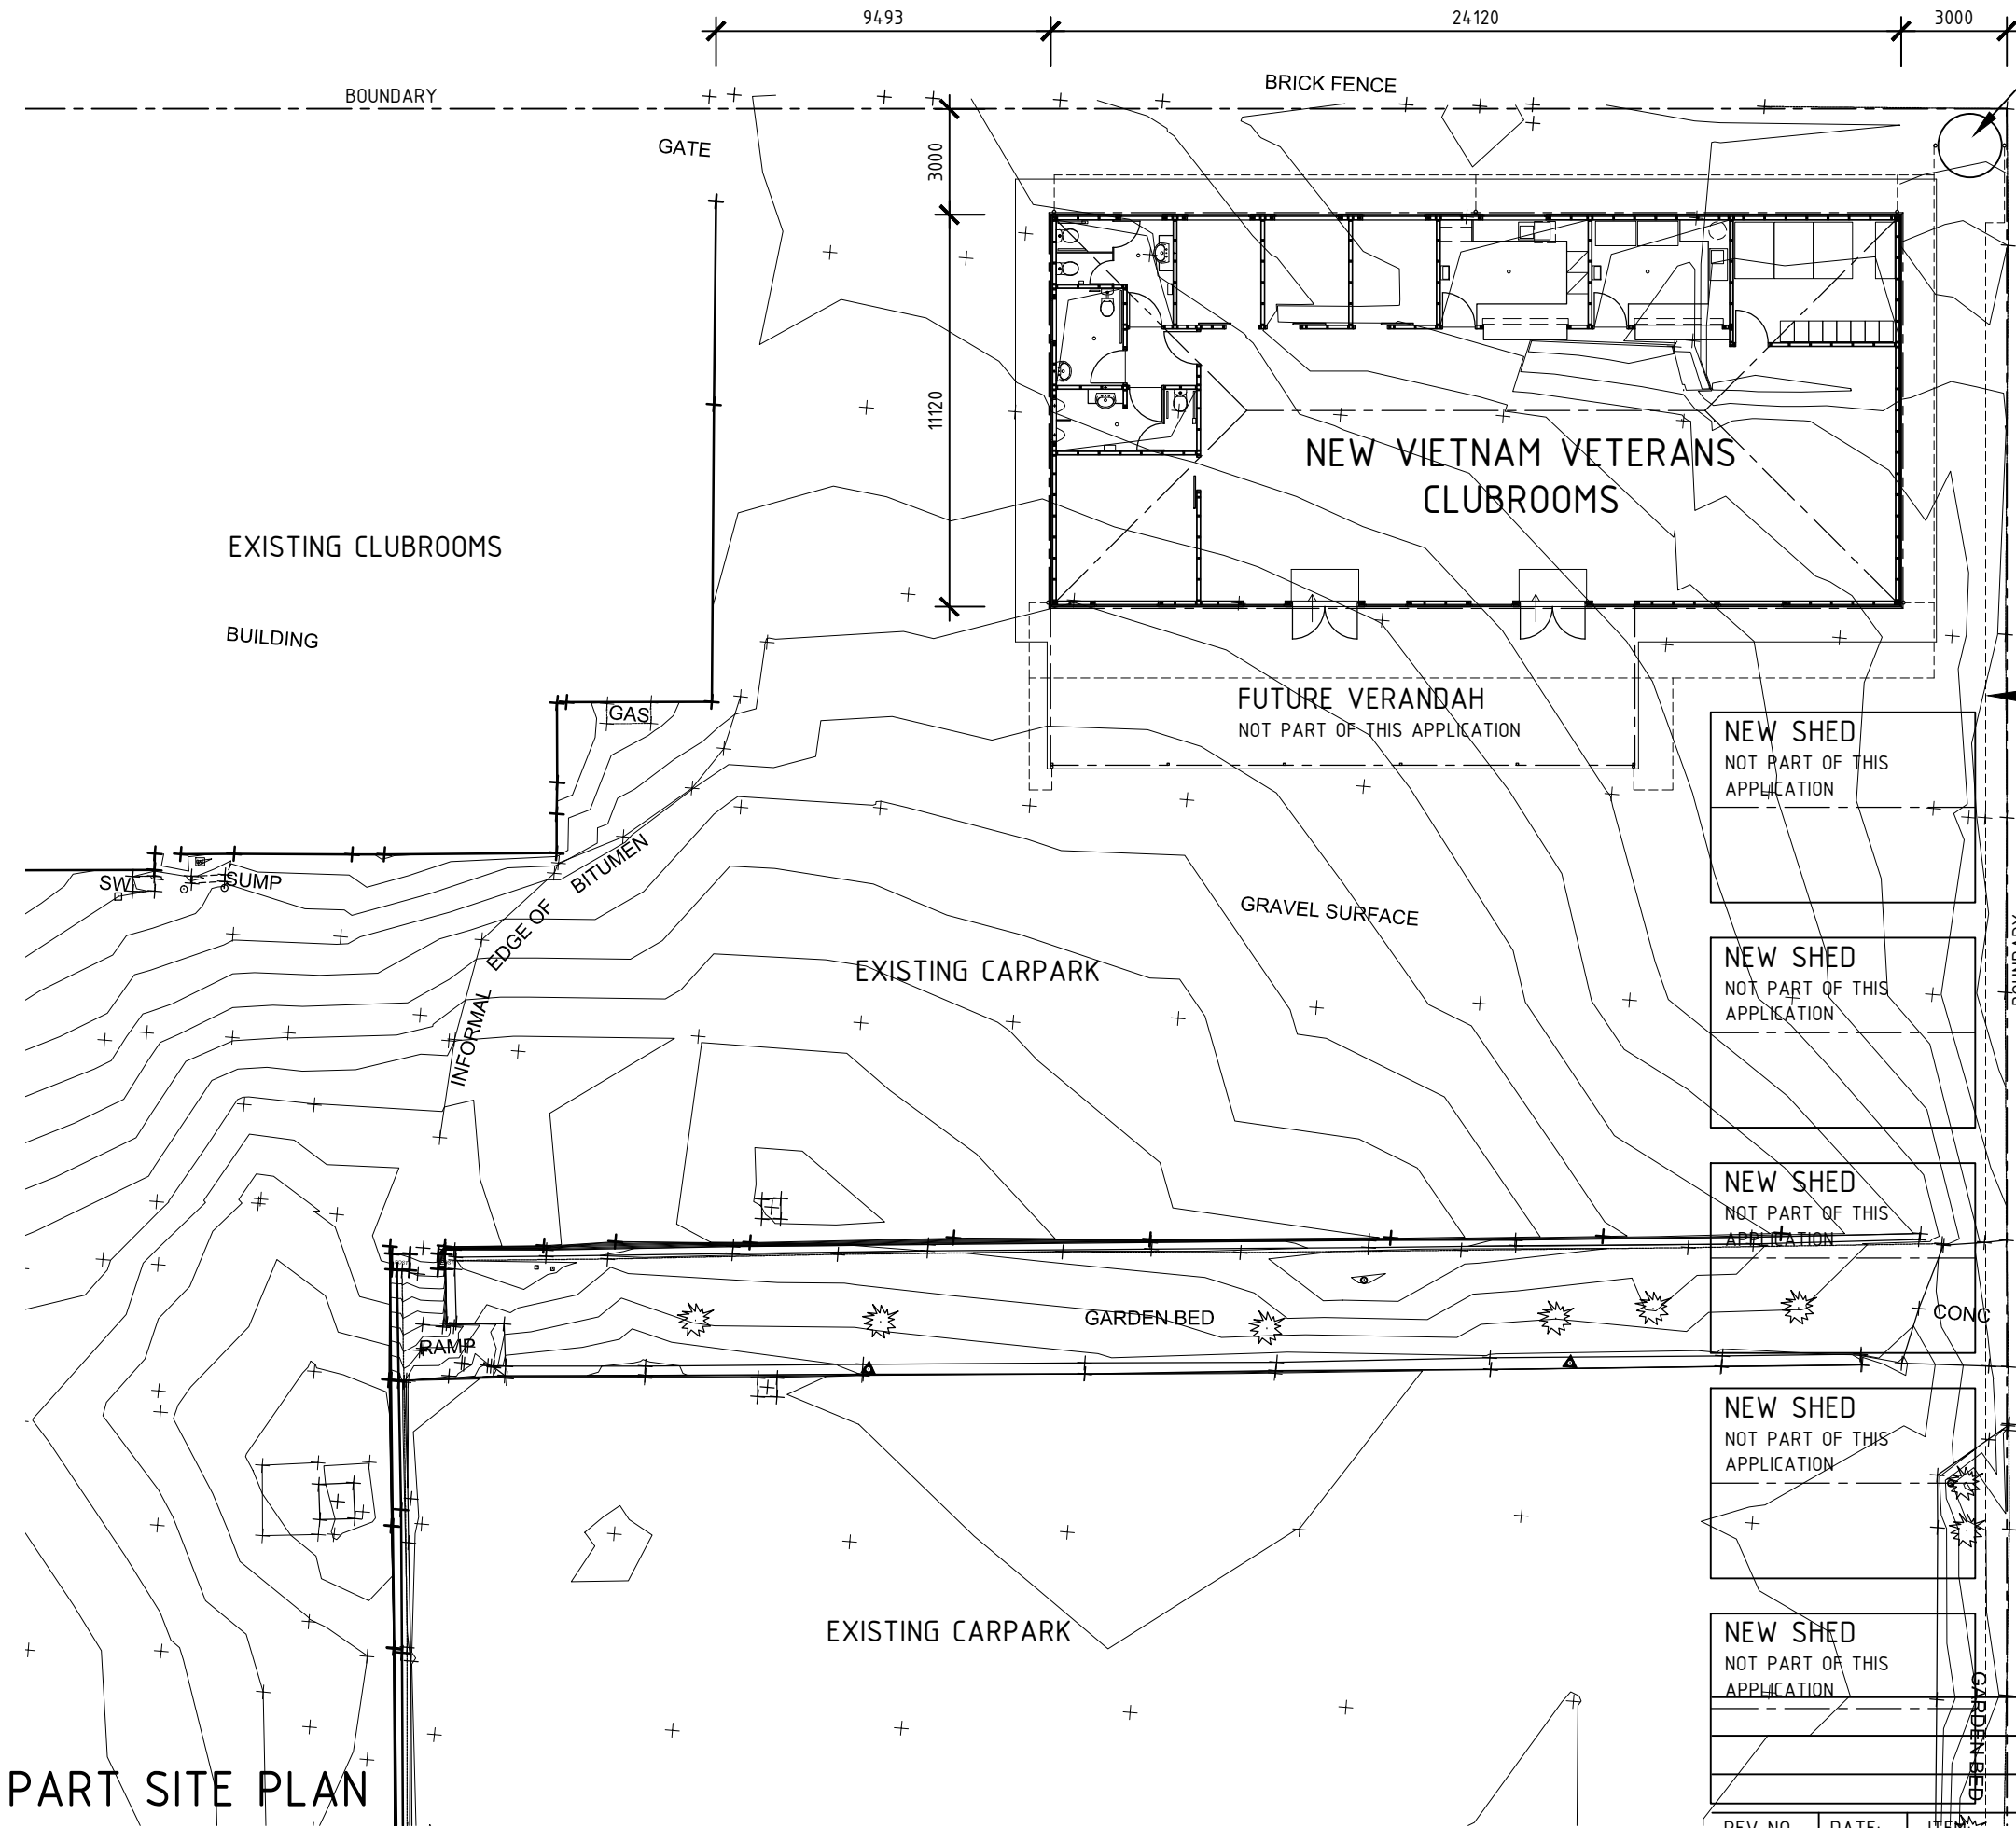 9493
24120
3000
BRICK FENCE
BOUNDARY
GATE
3000
11120
NEW VIETNAM VETERANS
CLUBROOMS
EXISTING CLUBROOMS
BUILDING
GAS
FUTURE VERANDAH
NOT PART OF THIS APPLICATION
NEW SHED
NOT PART OF THIS
APPLICATION
SW
SUMP
INFORMAL EDGE OF BITUMEN
GRAVEL SURFACE
EXISTING CARPARK
BOUNDARY
NEW SHED
NOT PART OF THIS
APPLICATION
NEW SHED
NOT PART OF THIS
APPLICATION
GARDEN BED
CONC
RAMP
NEW SHED
NOT PART OF THIS
APPLICATION
EXISTING CARPARK
NEW SHED
NOT PART OF THIS
APPLICATION
GARDEN BED
PART SITE PLAN
REV NO
DATE:
ITEM